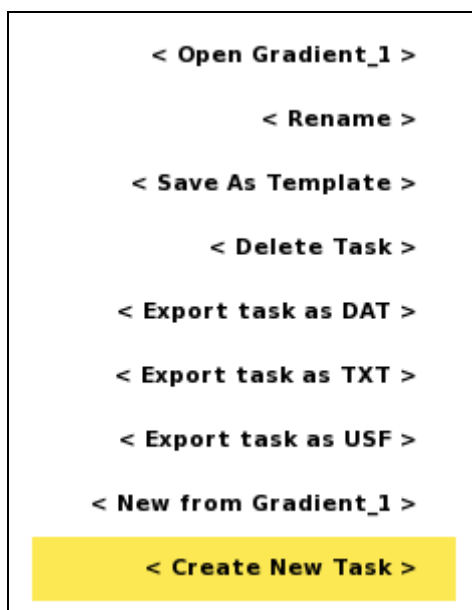 < Open Gradient_1 >
< Rename >
< Save As Template >
< Delete Task >
< Export task as DAT >
< Export task as TXT >
< Export task as USF >
< New from Gradient_1 >
< Create New Task >